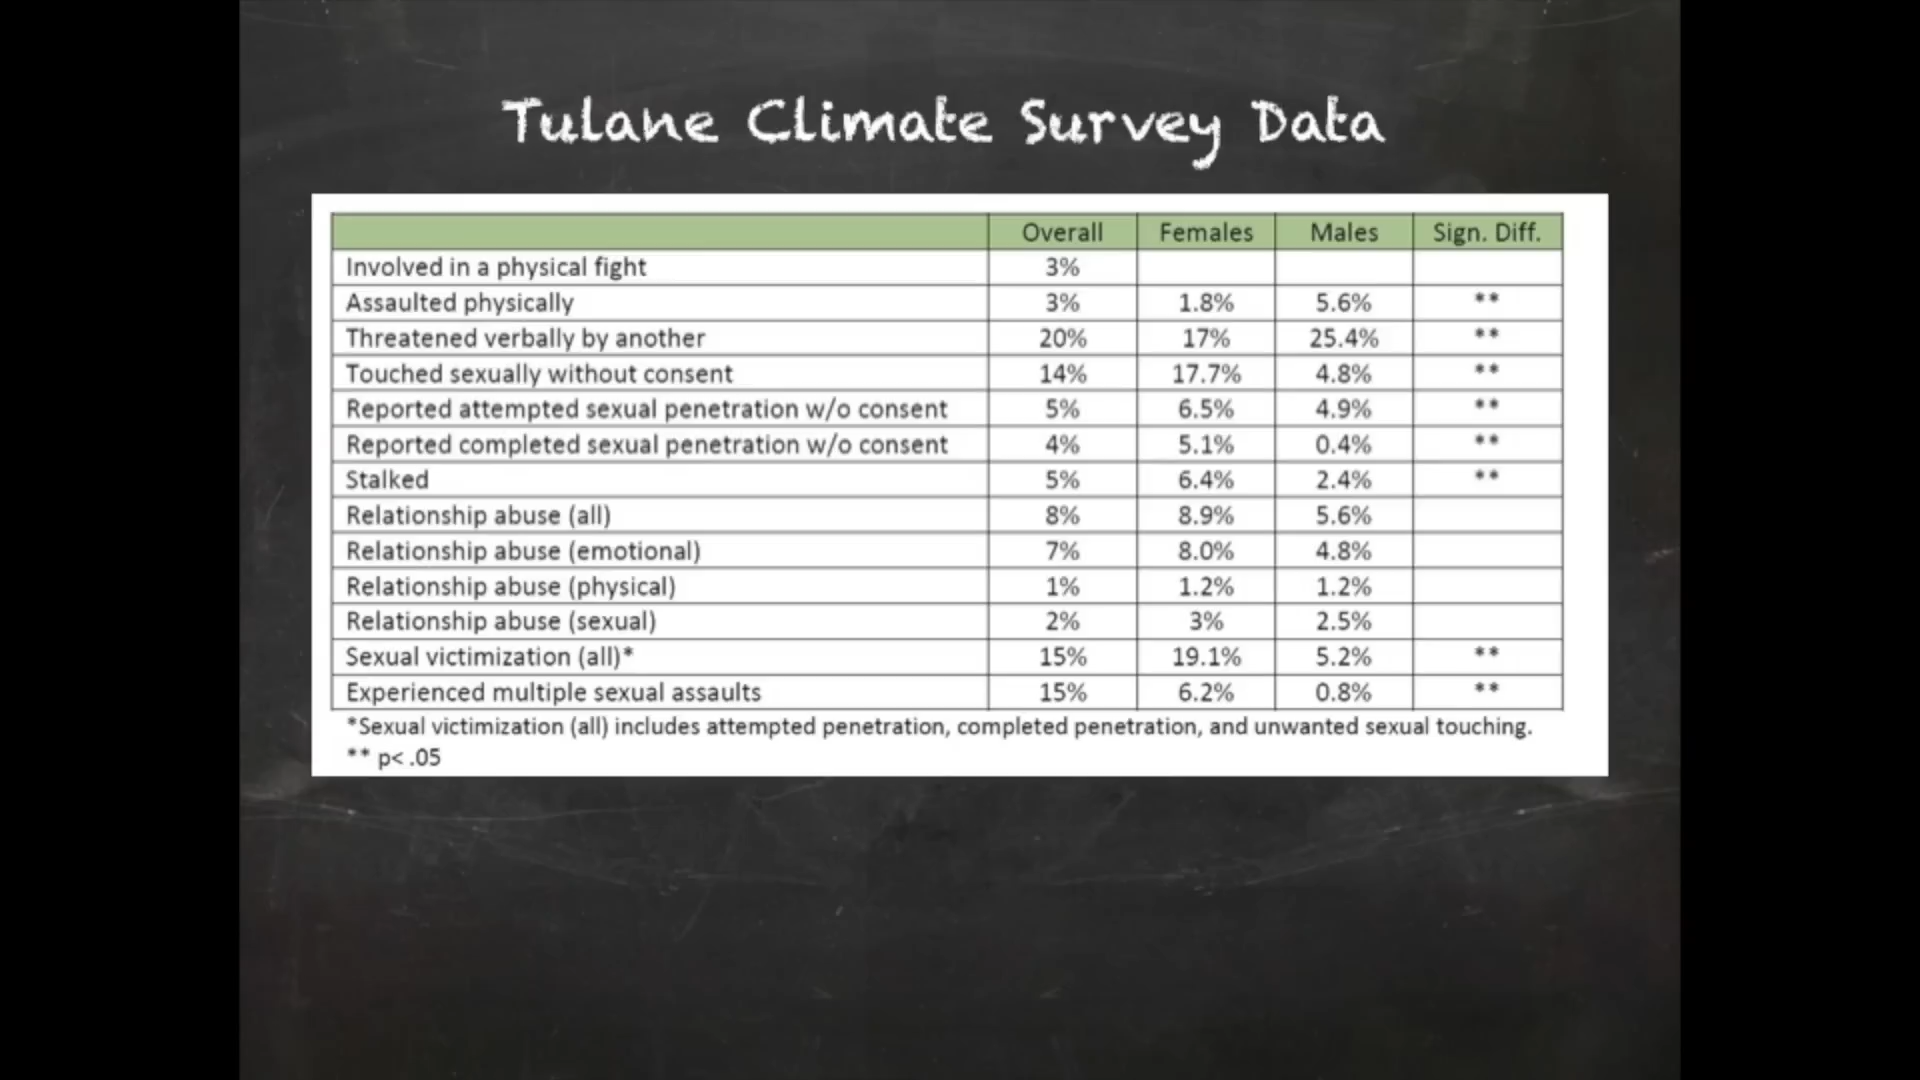 Tulane Climate Survey Data
Overall Females Males Sign. Diff.
Involved in a physical fight 3%
Assaulted physically 3% 1.8% 5.6% **
Threatened verbally by another 20% 17% 25.4% **
Touched sexually without consent 14% 17.7% 4.8% **
Reported attempted sexual penetration w/o consent 5% 6.5% 4.9% **
Reported completed sexual penetration w/o consent 4% 5.1% 0.4% **
Stalked 5% 6.4% 2.4% **
Relationship abuse (all) 8% 8.9% 5.6%
Relationship abuse (emotional) 7% 8.0% 4.8%
Relationship abuse (physical) 1% 1.2% 1.2%
Relationship abuse (sexual) 2% 3% 2.5%
Sexual victimization (all)* 15% 19.1% 5.2% **
Experienced multiple sexual assaults 15% 6.2% 0.8% **
*Sexual victimization (all) includes attempted penetration, completed penetration, and unwanted sexual touching.
** p< .05